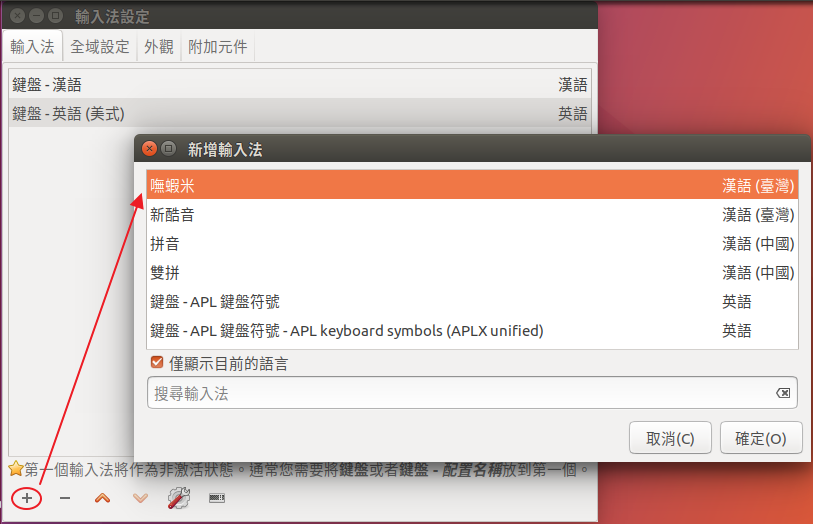 輸入法設定
輸入法 全域設定 外觀 附加元件
鍵盤 - 漢語 漢語
鍵盤 - 英語 (美式) 英語
新增輸入法
嘸蝦米 漢語 (臺灣)
新酷音 漢語 (臺灣)
拼音 漢語 (中國)
雙拼 漢語 (中國)
鍵盤 - APL 鍵盤符號 英語
鍵盤 - APL 鍵盤符號 - APL keyboard symbols (APLX unified) 英語
僅顯示目前的語言
搜尋輸入法
取消(C) 確定(O)
第一個輸入法將作為非激活狀態。通常您需要將鍵盤或者鍵盤 - 配置名稱放到第一個。